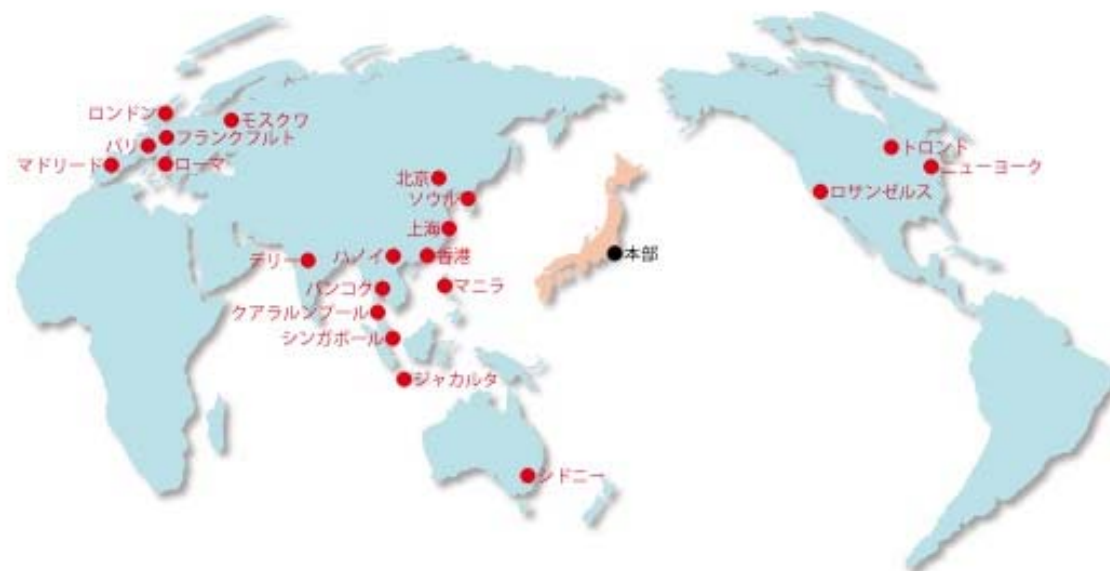 ロンドン
モスクワ
フランクフルト
パリ
マドリード
ローマ
北京
ソウル
上海
デリー
ハノイ
香港
バンコク
マニラ
クアラルンプール
シンガポール
ジャカルタ
シドニー
本部
トロント
ニューヨーク
ロサンゼルス